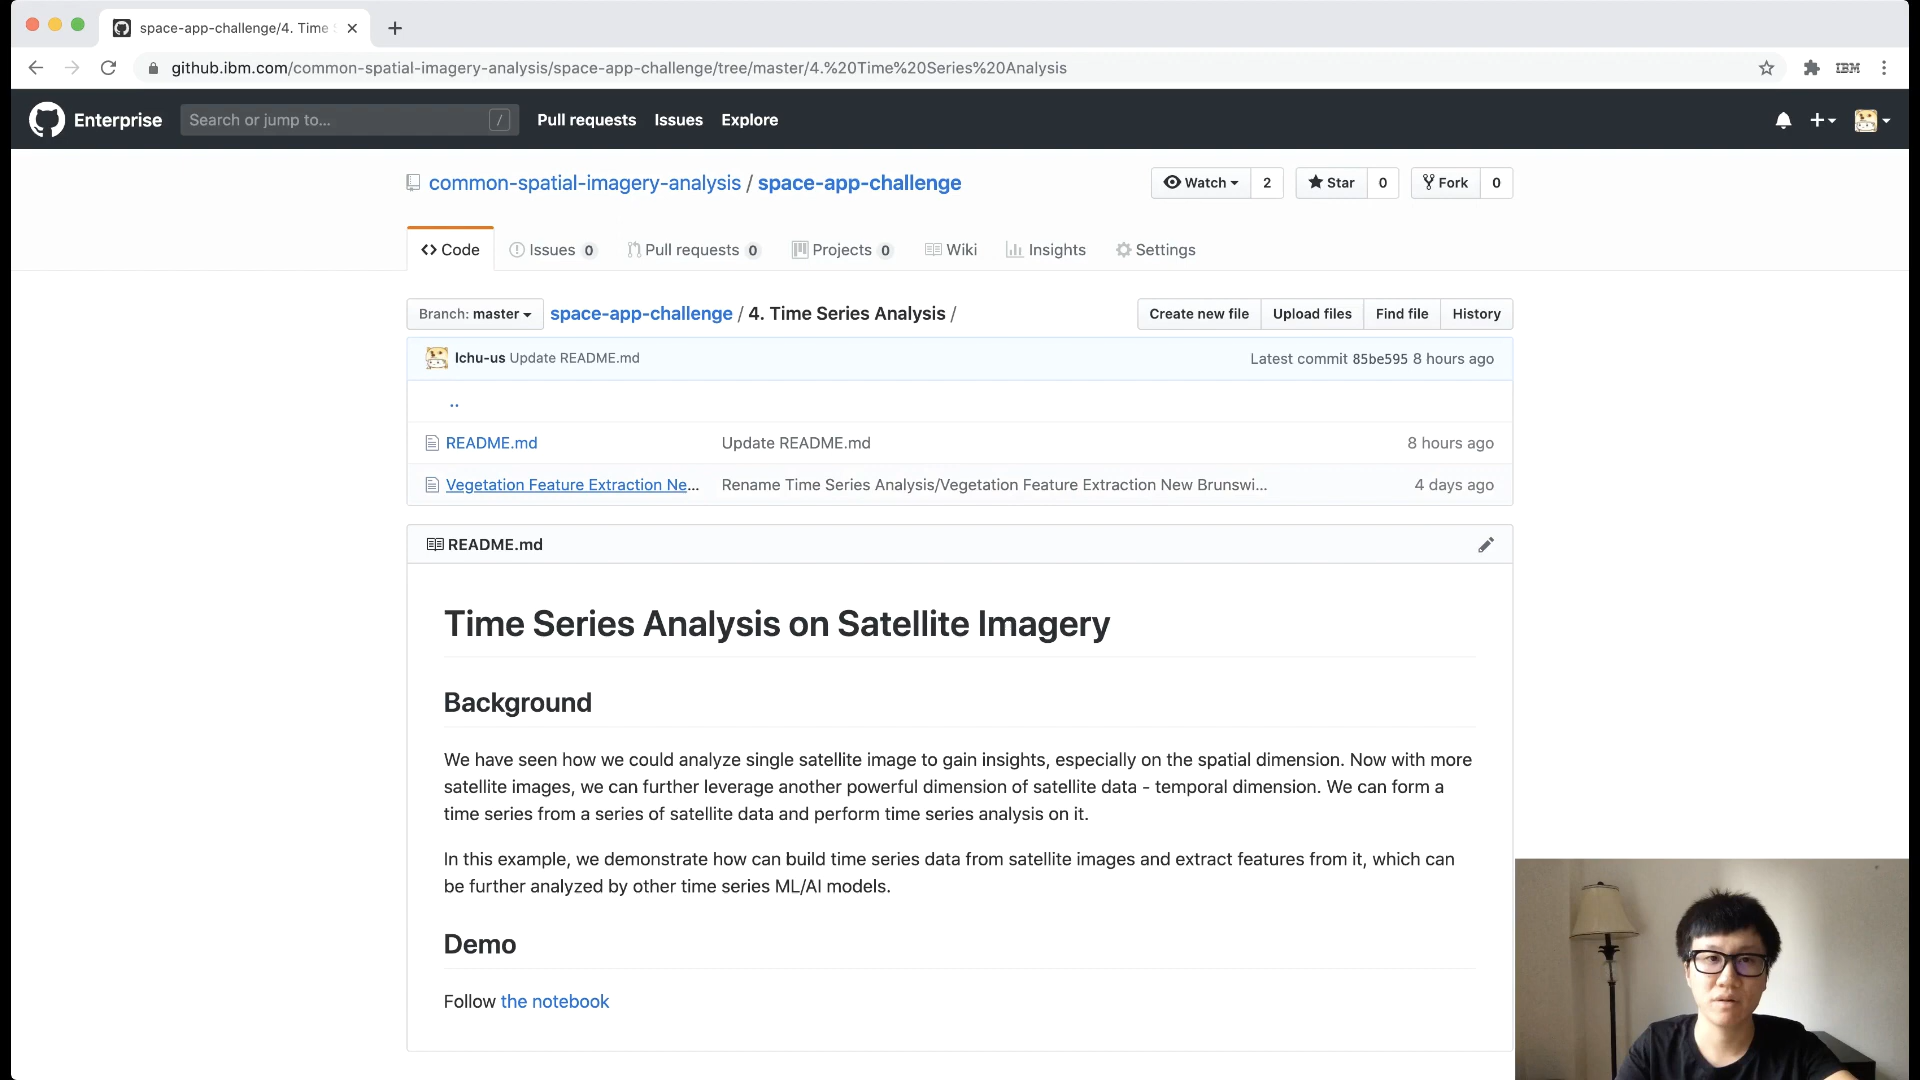 space-app-challenge/4. Time
github.ibm.com/common-spatial-imagery-analysis/space-app-challenge/tree/master/4.%20Time%20Series%20Analysis
IBM
Enterprise Search or jump to... / Pull requests Issues Explore
common-spatial-imagery-analysis / space-app-challenge Watch 2 Star 0 Fork 0
Code Issues 0 Pull requests 0 Projects 0 Wiki Insights Settings
Branch: master space-app-challenge / 4. Time Series Analysis / Create new file Upload files Find file History
lchu-us Update README.md Latest commit 85be595 8 hours ago
..
README.md Update README.md 8 hours ago
Vegetation Feature Extraction Ne... Rename Time Series Analysis/Vegetation Feature Extraction New Brunswi... 4 days ago
README.md
Time Series Analysis on Satellite Imagery
Background
We have seen how we could analyze single satellite image to gain insights, especially on the spatial dimension. Now with more
satellite images, we can further leverage another powerful dimension of satellite data - temporal dimension. We can form a
time series from a series of satellite data and perform time series analysis on it.
In this example, we demonstrate how can build time series data from satellite images and extract features from it, which can
be further analyzed by other time series ML/AI models.
Demo
Follow the notebook